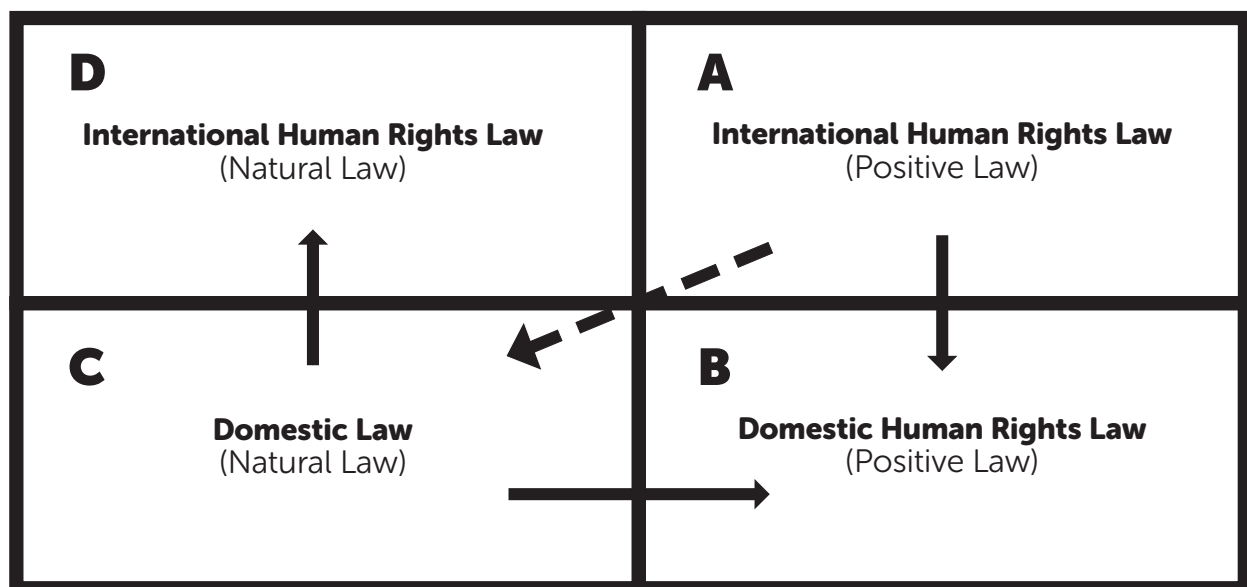 D
International Human Rights Law
(Natural Law)
A
International Human Rights Law
(Positive Law)
C
Domestic Law
(Natural Law)
B
Domestic Human Rights Law
(Positive Law)